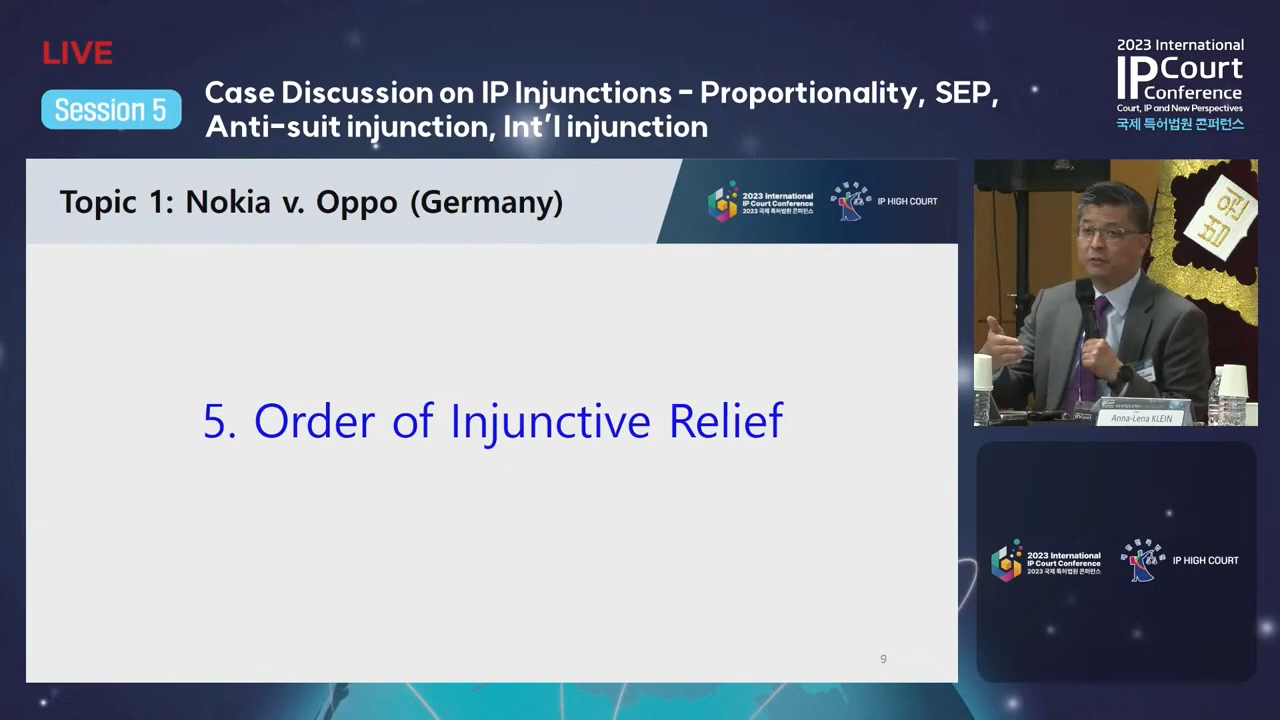 LIVE
Session 5
Case Discussion on IP Injunctions - Proportionality, SEP,
Anti-suit injunction, Int'l injunction
2023 International
IP Court
Conference
Court, IP and New Perspectives
국제 특허법원 콘퍼런스
Topic 1: Nokia v. Oppo (Germany)
2023 International
IP Court Conference
2023 국제 특허법원 콘퍼런스
IP HIGH COURT
5. Order of Injunctive Relief
9
Anna-Lena KLEIN
2023 International
IP Court Conference
2023 국제 특허법원 콘퍼런스
IP HIGH COURT